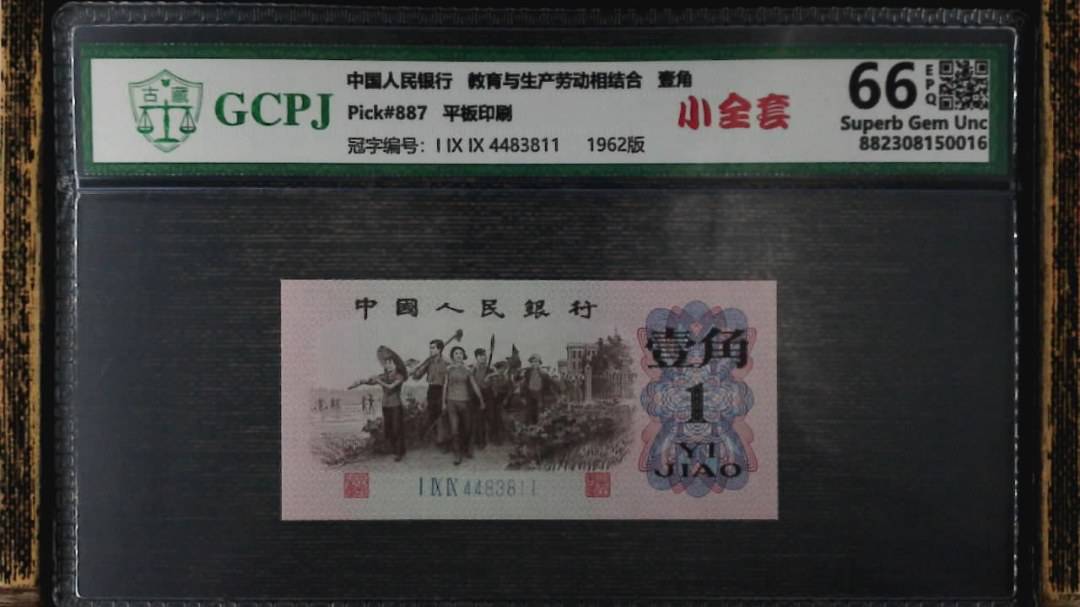 古藏
GCPJ
中国人民银行 教育与生产劳动相结合 壹角
Pick#887 平板印刷
冠字编号：I IX IX 4483811 1962版
小全套
66
EPQ
Superb Gem Unc
882308150016
中國人民銀行
壹角
1
YI
JIAO
I IX IX 4483811